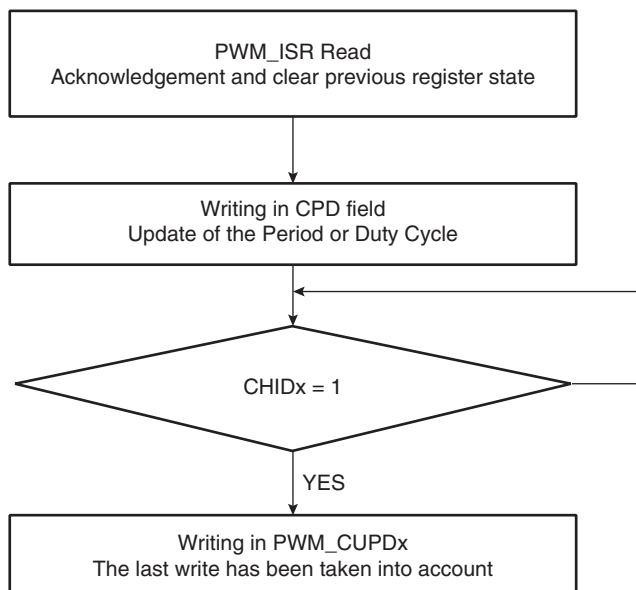 PWM_ISR Read
Acknowledgement and clear previous register state
Writing in CPD field
Update of the Period or Duty Cycle
CHIDx = 1
YES
Writing in PWM_CUPDx
The last write has been taken into account